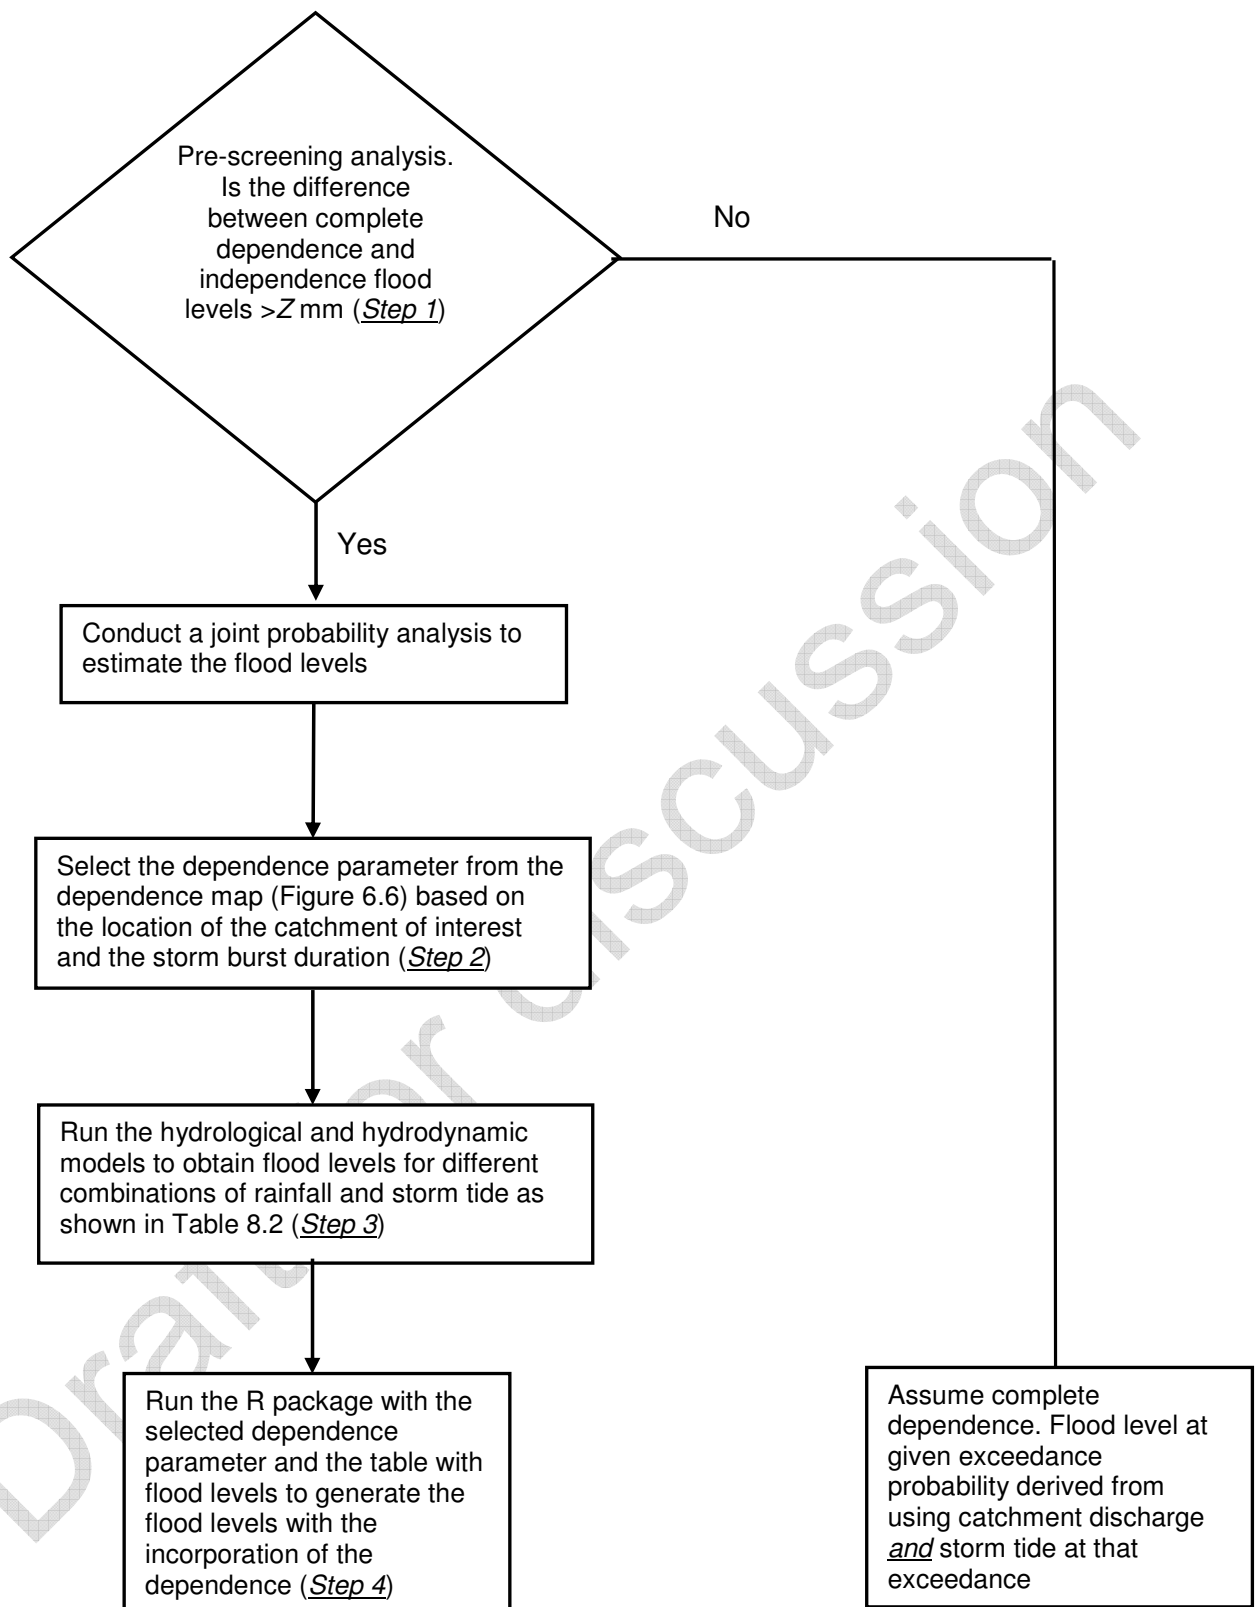 Pre-screening analysis.
Is the difference
between complete
dependence and
independence flood
levels >Z mm (Step 1)
No
Yes
Conduct a joint probability analysis to
estimate the flood levels
Select the dependence parameter from the
dependence map (Figure 6.6) based on
the location of the catchment of interest
and the storm burst duration (Step 2)
Run the hydrological and hydrodynamic
models to obtain flood levels for different
combinations of rainfall and storm tide as
shown in Table 8.2 (Step 3)
Run the R package with the
selected dependence
parameter and the table with
flood levels to generate the
flood levels with the
incorporation of the
dependence (Step 4)
Assume complete
dependence. Flood level at
given exceedance
probability derived from
using catchment discharge
and storm tide at that
exceedance
Draft for discussion